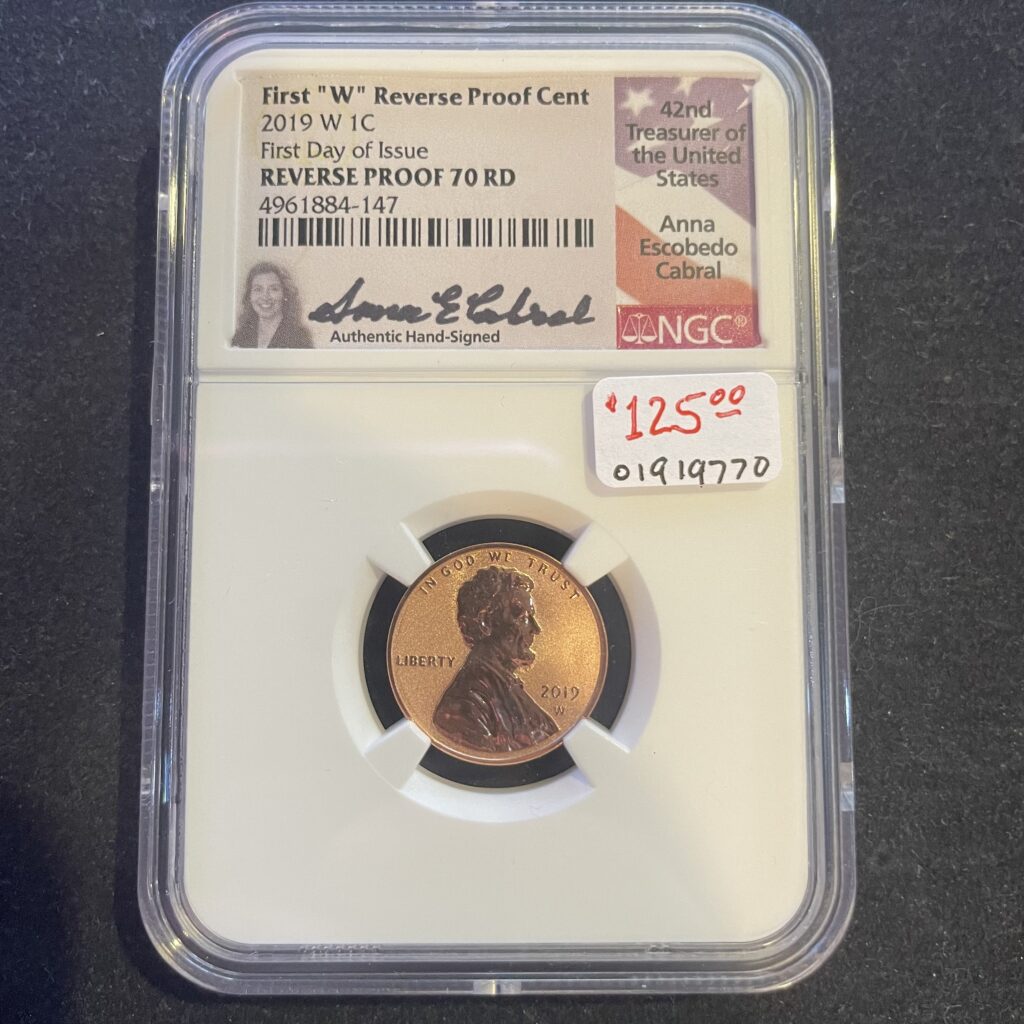 First "W" Reverse Proof Cent
2019 W 1C
First Day of Issue
REVERSE PROOF 70 RD
4961884-147
Anna E Cabral
Authentic Hand-Signed
42nd
Treasurer of
the United
States
Anna
Escobedo
Cabral
NGC®
$125.00
01919770
IN GOD WE TRUST
LIBERTY
2019
W